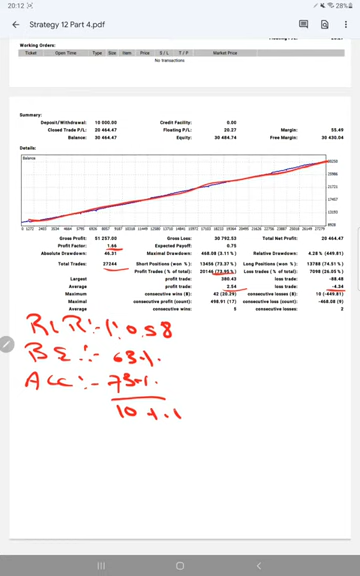 20:12 28%
Strategy 12 Part 4.pdf
Working Orders:
Ticket Open Time Type Size Item Price S / L T / P Market Price
No transactions
Summary:
Deposit/Withdrawal: 10 000.00 Credit Facility: 0.00
Closed Trade P/L: 20 464.47 Floating P/L: 20.27 Margin: 55.49
Balance: 30 464.47 Equity: 30 484.74 Free Margin: 30 430.04
Details:
Balance
Gross Profit: 51 257.00 Gross Loss: 30 792.53 Total Net Profit: 20 464.47
Profit Factor: 1.66 Expected Payoff: 0.75
Absolute Drawdown: 46.31 Maximal Drawdown: 468.08 (3.11 %) Relative Drawdown: 4.28 % (449.81)
Total Trades: 27244 Short Positions (won %): 13456 (73.37 %) Long Positions (won %): 13788 (74.51 %)
Profit Trades (% of total): 20146 (73.95 %) Loss trades (% of total): 7098 (26.05 %)
Largest profit trade: 380.43 loss trade: -88.48
Average profit trade: 2.54 loss trade: -4.34
Maximum consecutive wins ($): 42 (20.29) consecutive losses ($): 18 (-449.81)
Maximal consecutive profit (count): 498.91 (17) consecutive loss (count): -468.08 (9)
Average consecutive wins: 5 consecutive losses: 2
RRR:- 1:0.58
BE:- 63%.
Acc:- 73%.
10%.